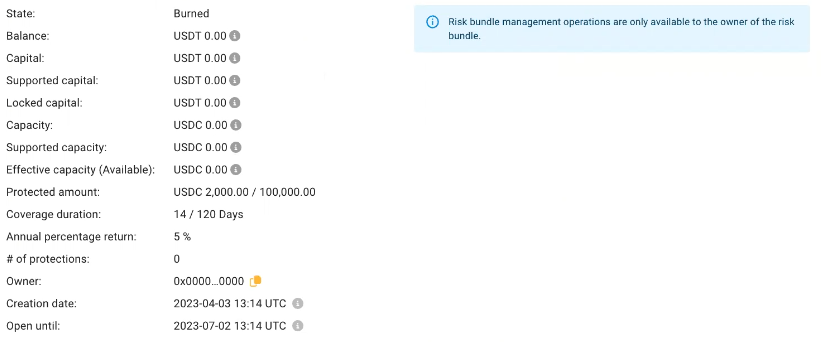 State: Burned
Balance: USDT 0.00
Capital: USDT 0.00
Supported capital: USDT 0.00
Locked capital: USDT 0.00
Capacity: USDC 0.00
Supported capacity: USDC 0.00
Effective capacity (Available): USDC 0.00
Protected amount: USDC 2,000.00 / 100,000.00
Coverage duration: 14 / 120 Days
Annual percentage return: 5 %
# of protections: 0
Owner: 0x0000...0000
Creation date: 2023-04-03 13:14 UTC
Open until: 2023-07-02 13:14 UTC
Risk bundle management operations are only available to the owner of the risk
bundle.